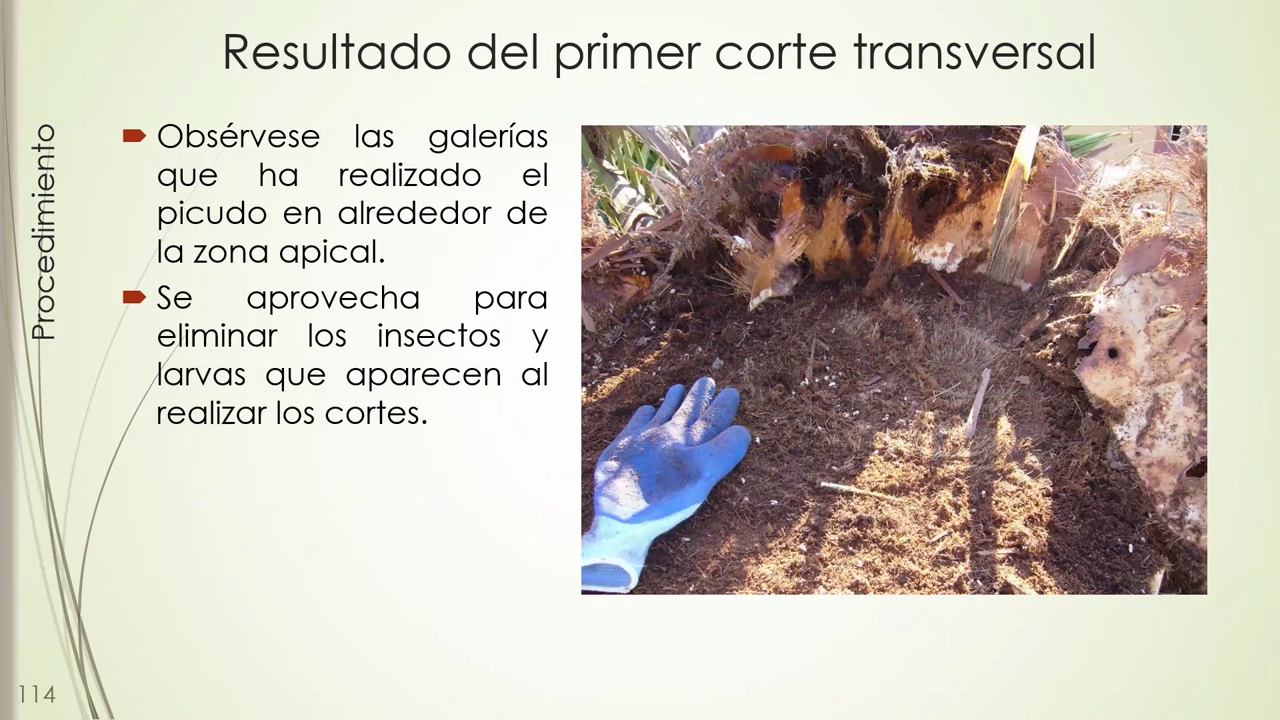 Resultado del primer corte transversal
Procedimiento
Obsérvese las galerías
que ha realizado el
picudo en alrededor de
la zona apical.
Se aprovecha para
eliminar los insectos y
larvas que aparecen al
realizar los cortes.
114